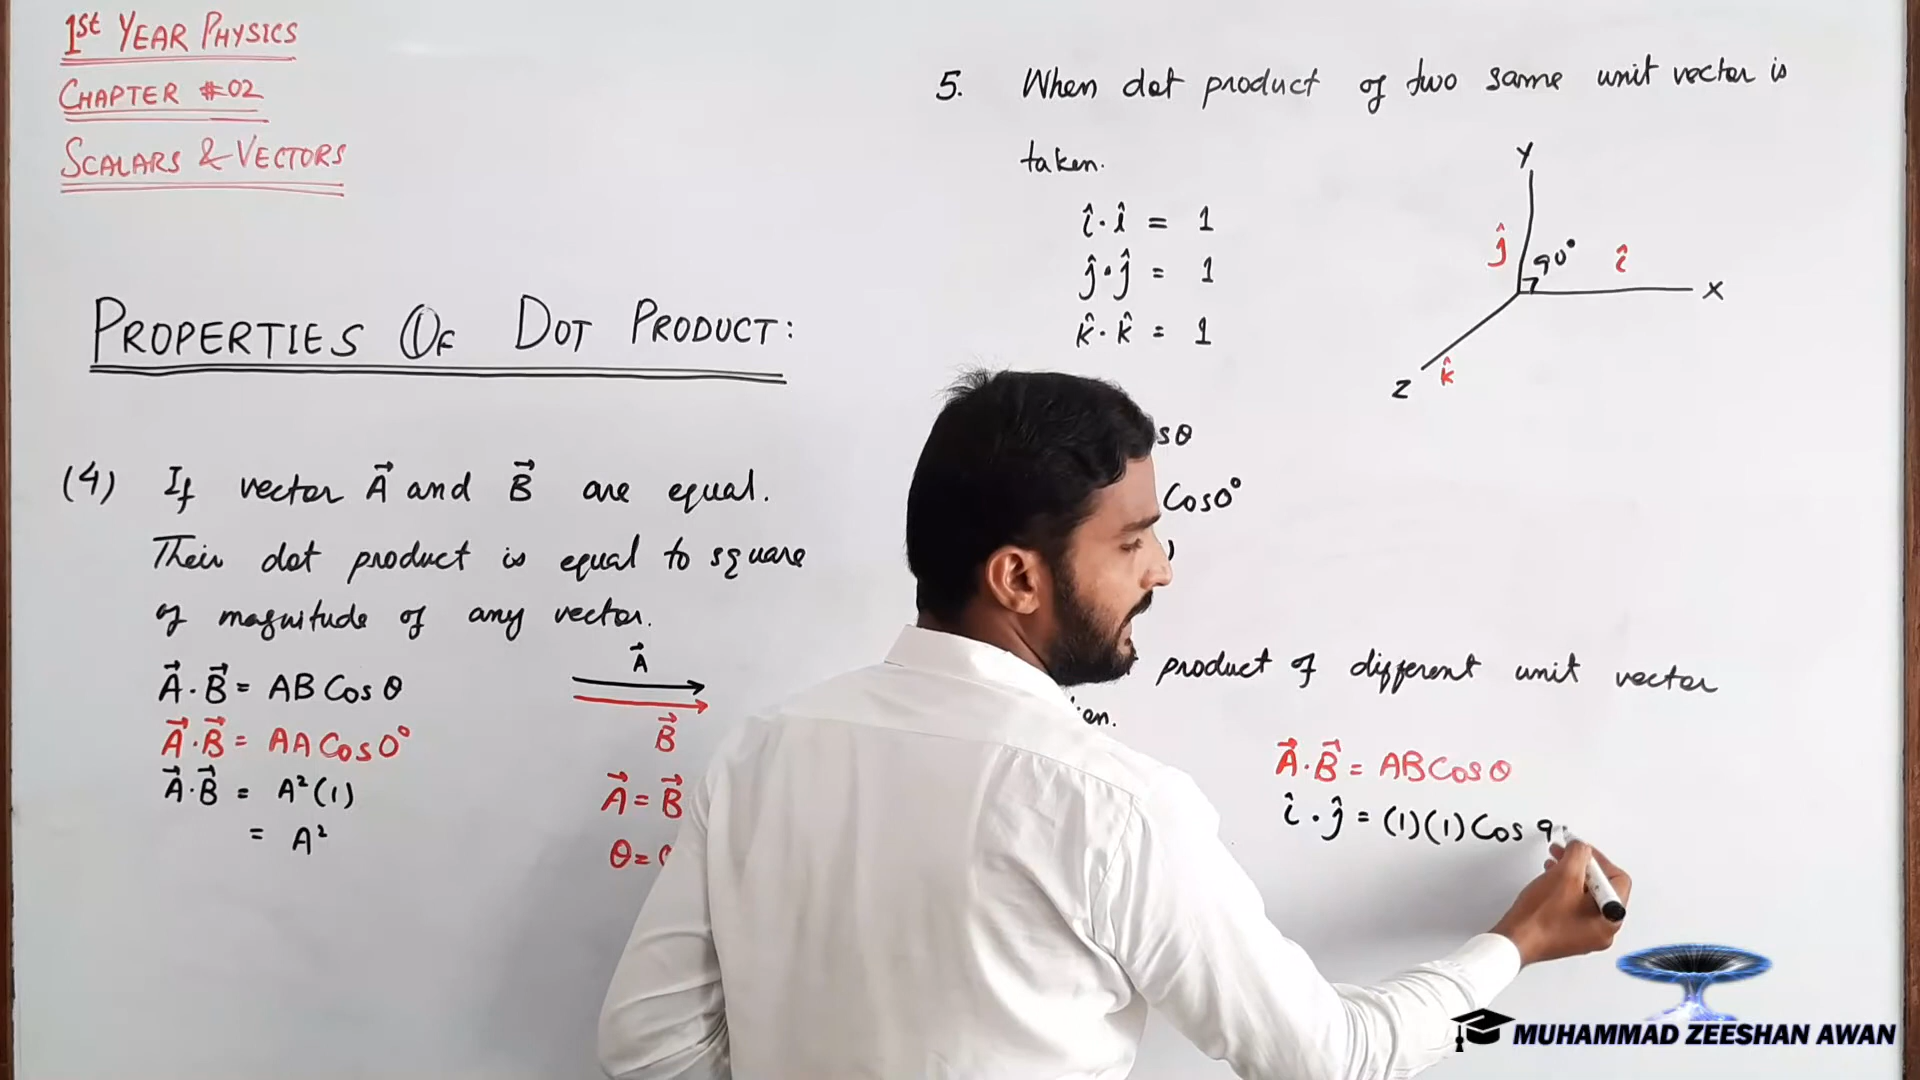 1st YEAR PHYSICS
CHAPTER #02
SCALARS & VECTORS
PROPERTIES OF DOT PRODUCT:
(4) If vector A⃗ and B⃗ are equal.
Their dot product is equal to square
of magnitude of any vector.
A⃗.B⃗ = AB Cos θ
A⃗.B⃗ = AA Cos 0°
A⃗.B⃗ = A²(1)
= A²
A⃗
B⃗
A⃗ = B⃗
θ =
5. When dot product of two same unit vector is
taken.
î.î = 1
ĵ.ĵ = 1
k̂.k̂ = 1
Y
ĵ 90° î
X
Z k̂
sθ
Cos0°
)
product of different unit vector
A⃗.B⃗ = ABCosθ
î.ĵ = (1)(1)Cos 9
MUHAMMAD ZEESHAN AWAN